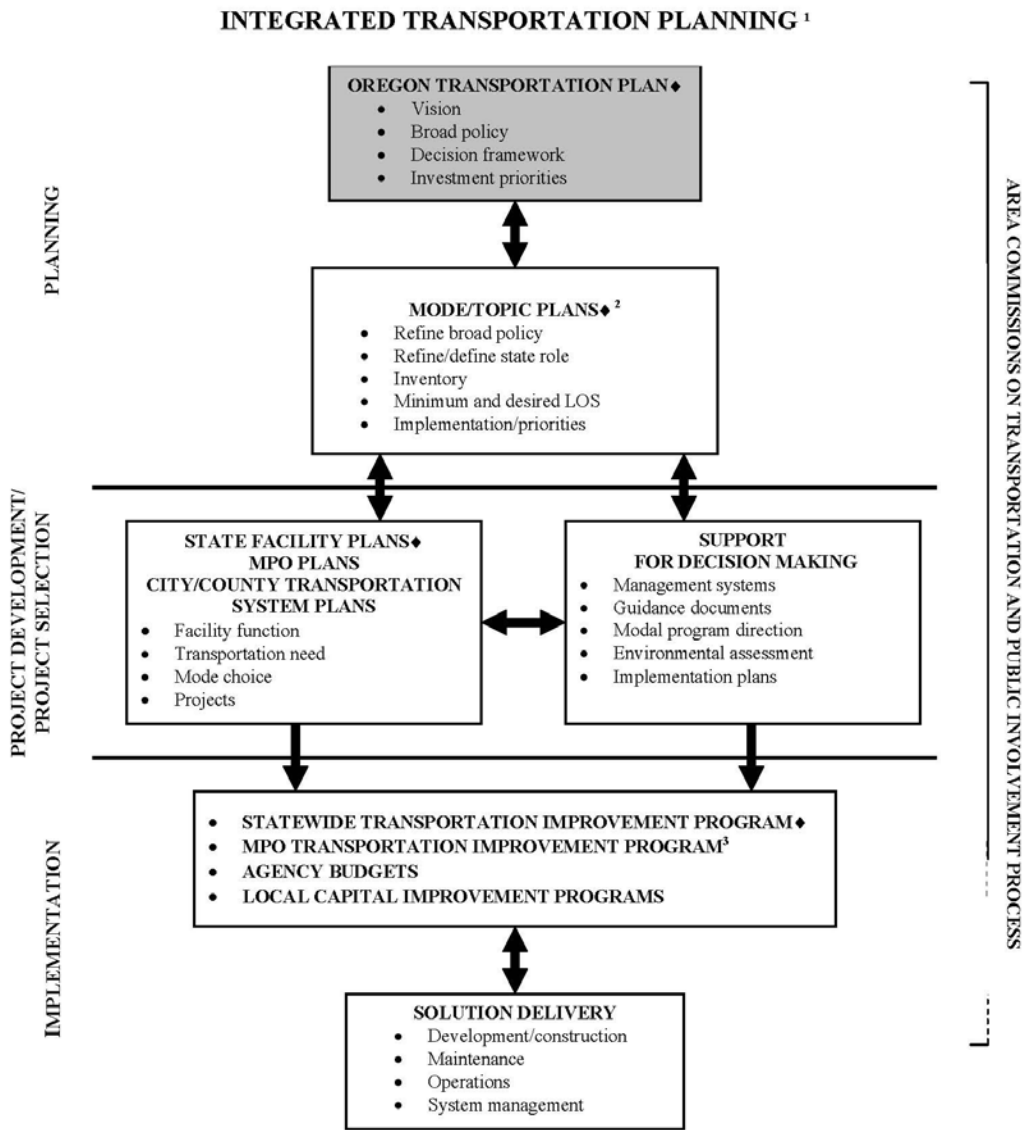 INTEGRATED TRANSPORTATION PLANNING ¹
OREGON TRANSPORTATION PLAN♦
• Vision
• Broad policy
• Decision framework
• Investment priorities
PLANNING
MODE/TOPIC PLANS♦ ²
• Refine broad policy
• Refine/define state role
• Inventory
• Minimum and desired LOS
• Implementation/priorities
PROJECT DEVELOPMENT/
PROJECT SELECTION
STATE FACILITY PLANS♦
MPO PLANS
CITY/COUNTY TRANSPORTATION
SYSTEM PLANS
• Facility function
• Transportation need
• Mode choice
• Projects
SUPPORT
FOR DECISION MAKING
• Management systems
• Guidance documents
• Modal program direction
• Environmental assessment
• Implementation plans
IMPLEMENTATION
• STATEWIDE TRANSPORTATION IMPROVEMENT PROGRAM♦
• MPO TRANSPORTATION IMPROVEMENT PROGRAM³
• AGENCY BUDGETS
• LOCAL CAPITAL IMPROVEMENT PROGRAMS
SOLUTION DELIVERY
• Development/construction
• Maintenance
• Operations
• System management
AREA COMMISSIONS ON TRANSPORTATION AND PUBLIC INVOLVEMENT PROCESS